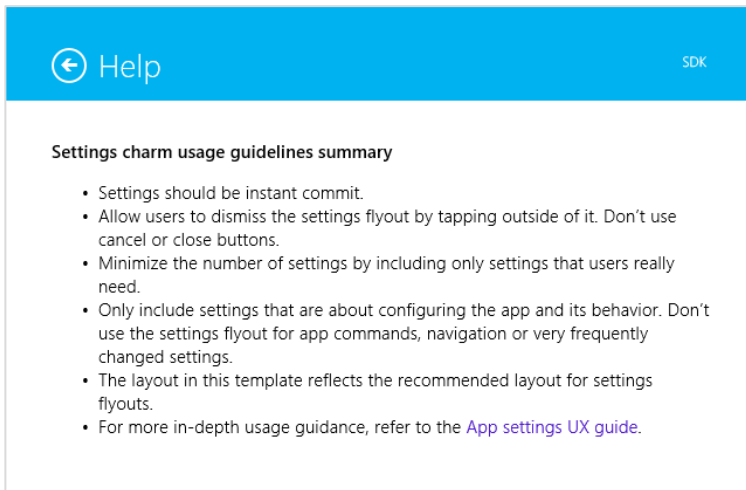 Help
SDK
Settings charm usage guidelines summary
• Settings should be instant commit.
• Allow users to dismiss the settings flyout by tapping outside of it. Don't use
cancel or close buttons.
• Minimize the number of settings by including only settings that users really
need.
• Only include settings that are about configuring the app and its behavior. Don't
use the settings flyout for app commands, navigation or very frequently
changed settings.
• The layout in this template reflects the recommended layout for settings
flyouts.
• For more in-depth usage guidance, refer to the App settings UX guide.